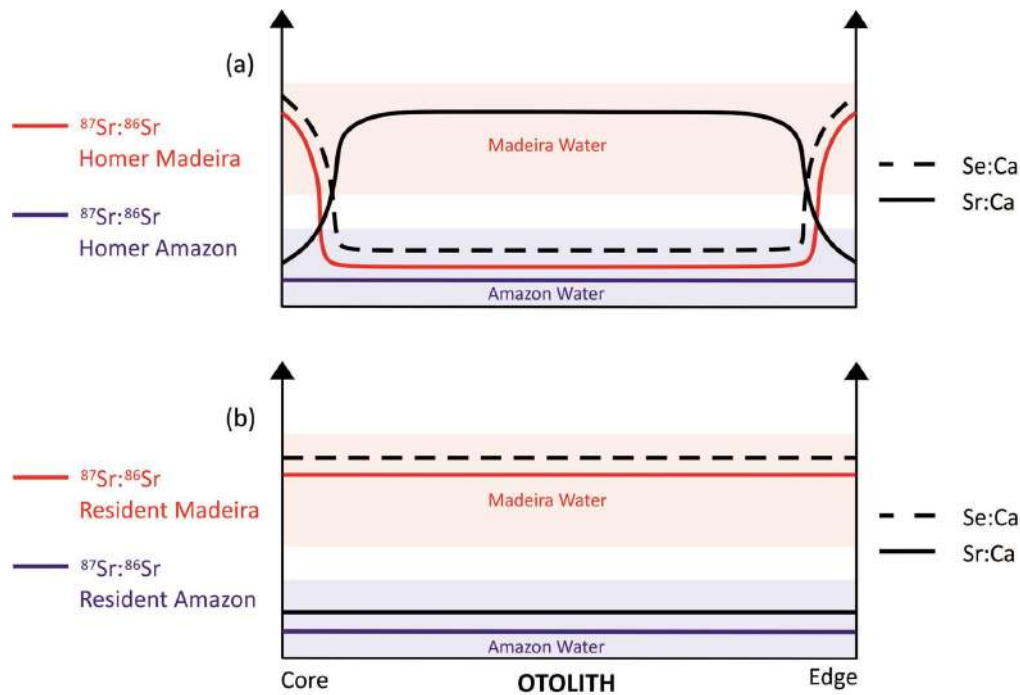 (a)
⁸⁷Sr:⁸⁶Sr
Homer Madeira
⁸⁷Sr:⁸⁶Sr
Homer Amazon
Madeira Water
Amazon Water
Se:Ca
Sr:Ca
(b)
⁸⁷Sr:⁸⁶Sr
Resident Madeira
⁸⁷Sr:⁸⁶Sr
Resident Amazon
Madeira Water
Amazon Water
Se:Ca
Sr:Ca
Core
OTOLITH
Edge